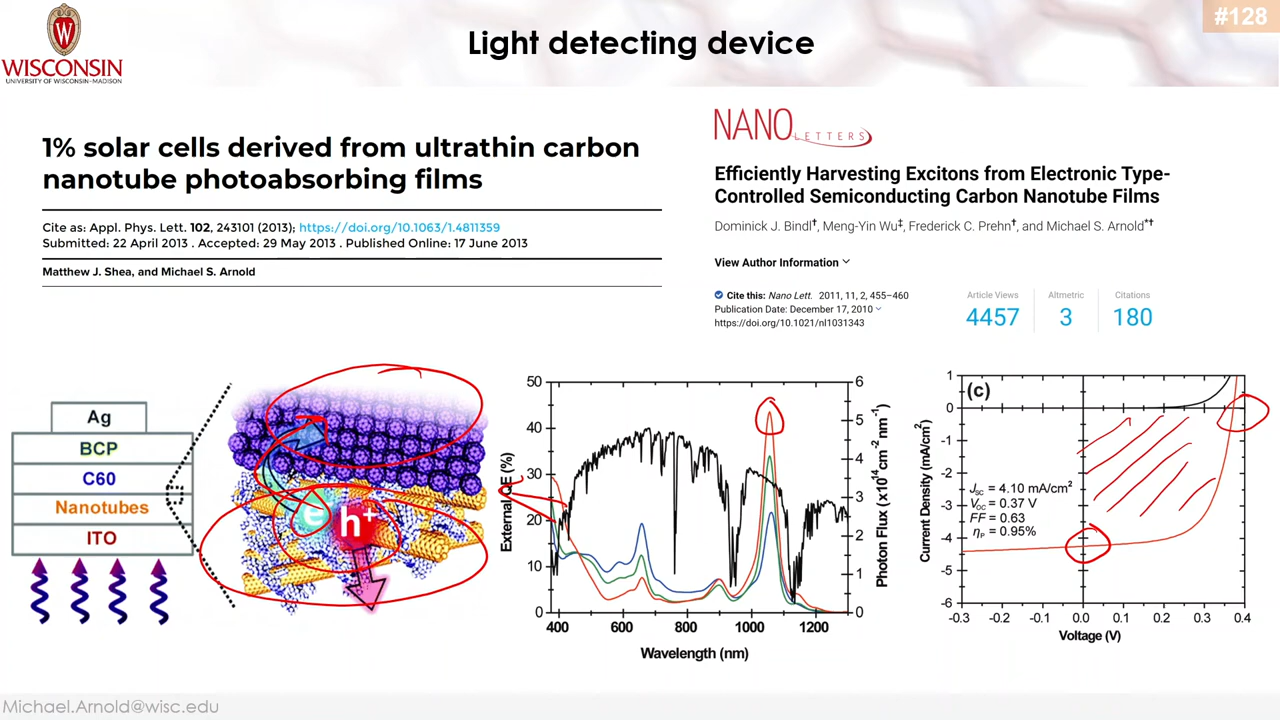 WISCONSIN
UNIVERSITY OF WISCONSIN-MADISON
Light detecting device
#128
1% solar cells derived from ultrathin carbon
nanotube photoabsorbing films
Cite as: Appl. Phys. Lett. 102, 243101 (2013); https://doi.org/10.1063/1.4811359
Submitted: 22 April 2013 . Accepted: 29 May 2013 . Published Online: 17 June 2013
Matthew J. Shea, and Michael S. Arnold
NANO LETTERS
Efficiently Harvesting Excitons from Electronic Type-
Controlled Semiconducting Carbon Nanotube Films
Dominick J. Bindl†, Meng-Yin Wu‡, Frederick C. Prehn†, and Michael S. Arnold*†
View Author Information
Cite this: Nano Lett. 2011, 11, 2, 455–460
Publication Date: December 17, 2010
https://doi.org/10.1021/nl1031343
Article Views
4457
Altmetric
3
Citations
180
Ag
BCP
C60
Nanotubes
ITO
e
h+
External QE (%)
50
40
30
20
10
0
400 600 800 1000 1200
Wavelength (nm)
6
5
4
3
2
1
0
Photon Flux (x10¹⁴ cm⁻² nm⁻¹)
(c)
Current Density (mA/cm²)
1
0
-1
-2
-3
-4
-5
-6
JSC = 4.10 mA/cm²
VOC = 0.37 V
FF = 0.63
ηP = 0.95%
-0.3 -0.2 -0.1 0.0 0.1 0.2 0.3 0.4
Voltage (V)
Michael.Arnold@wisc.edu